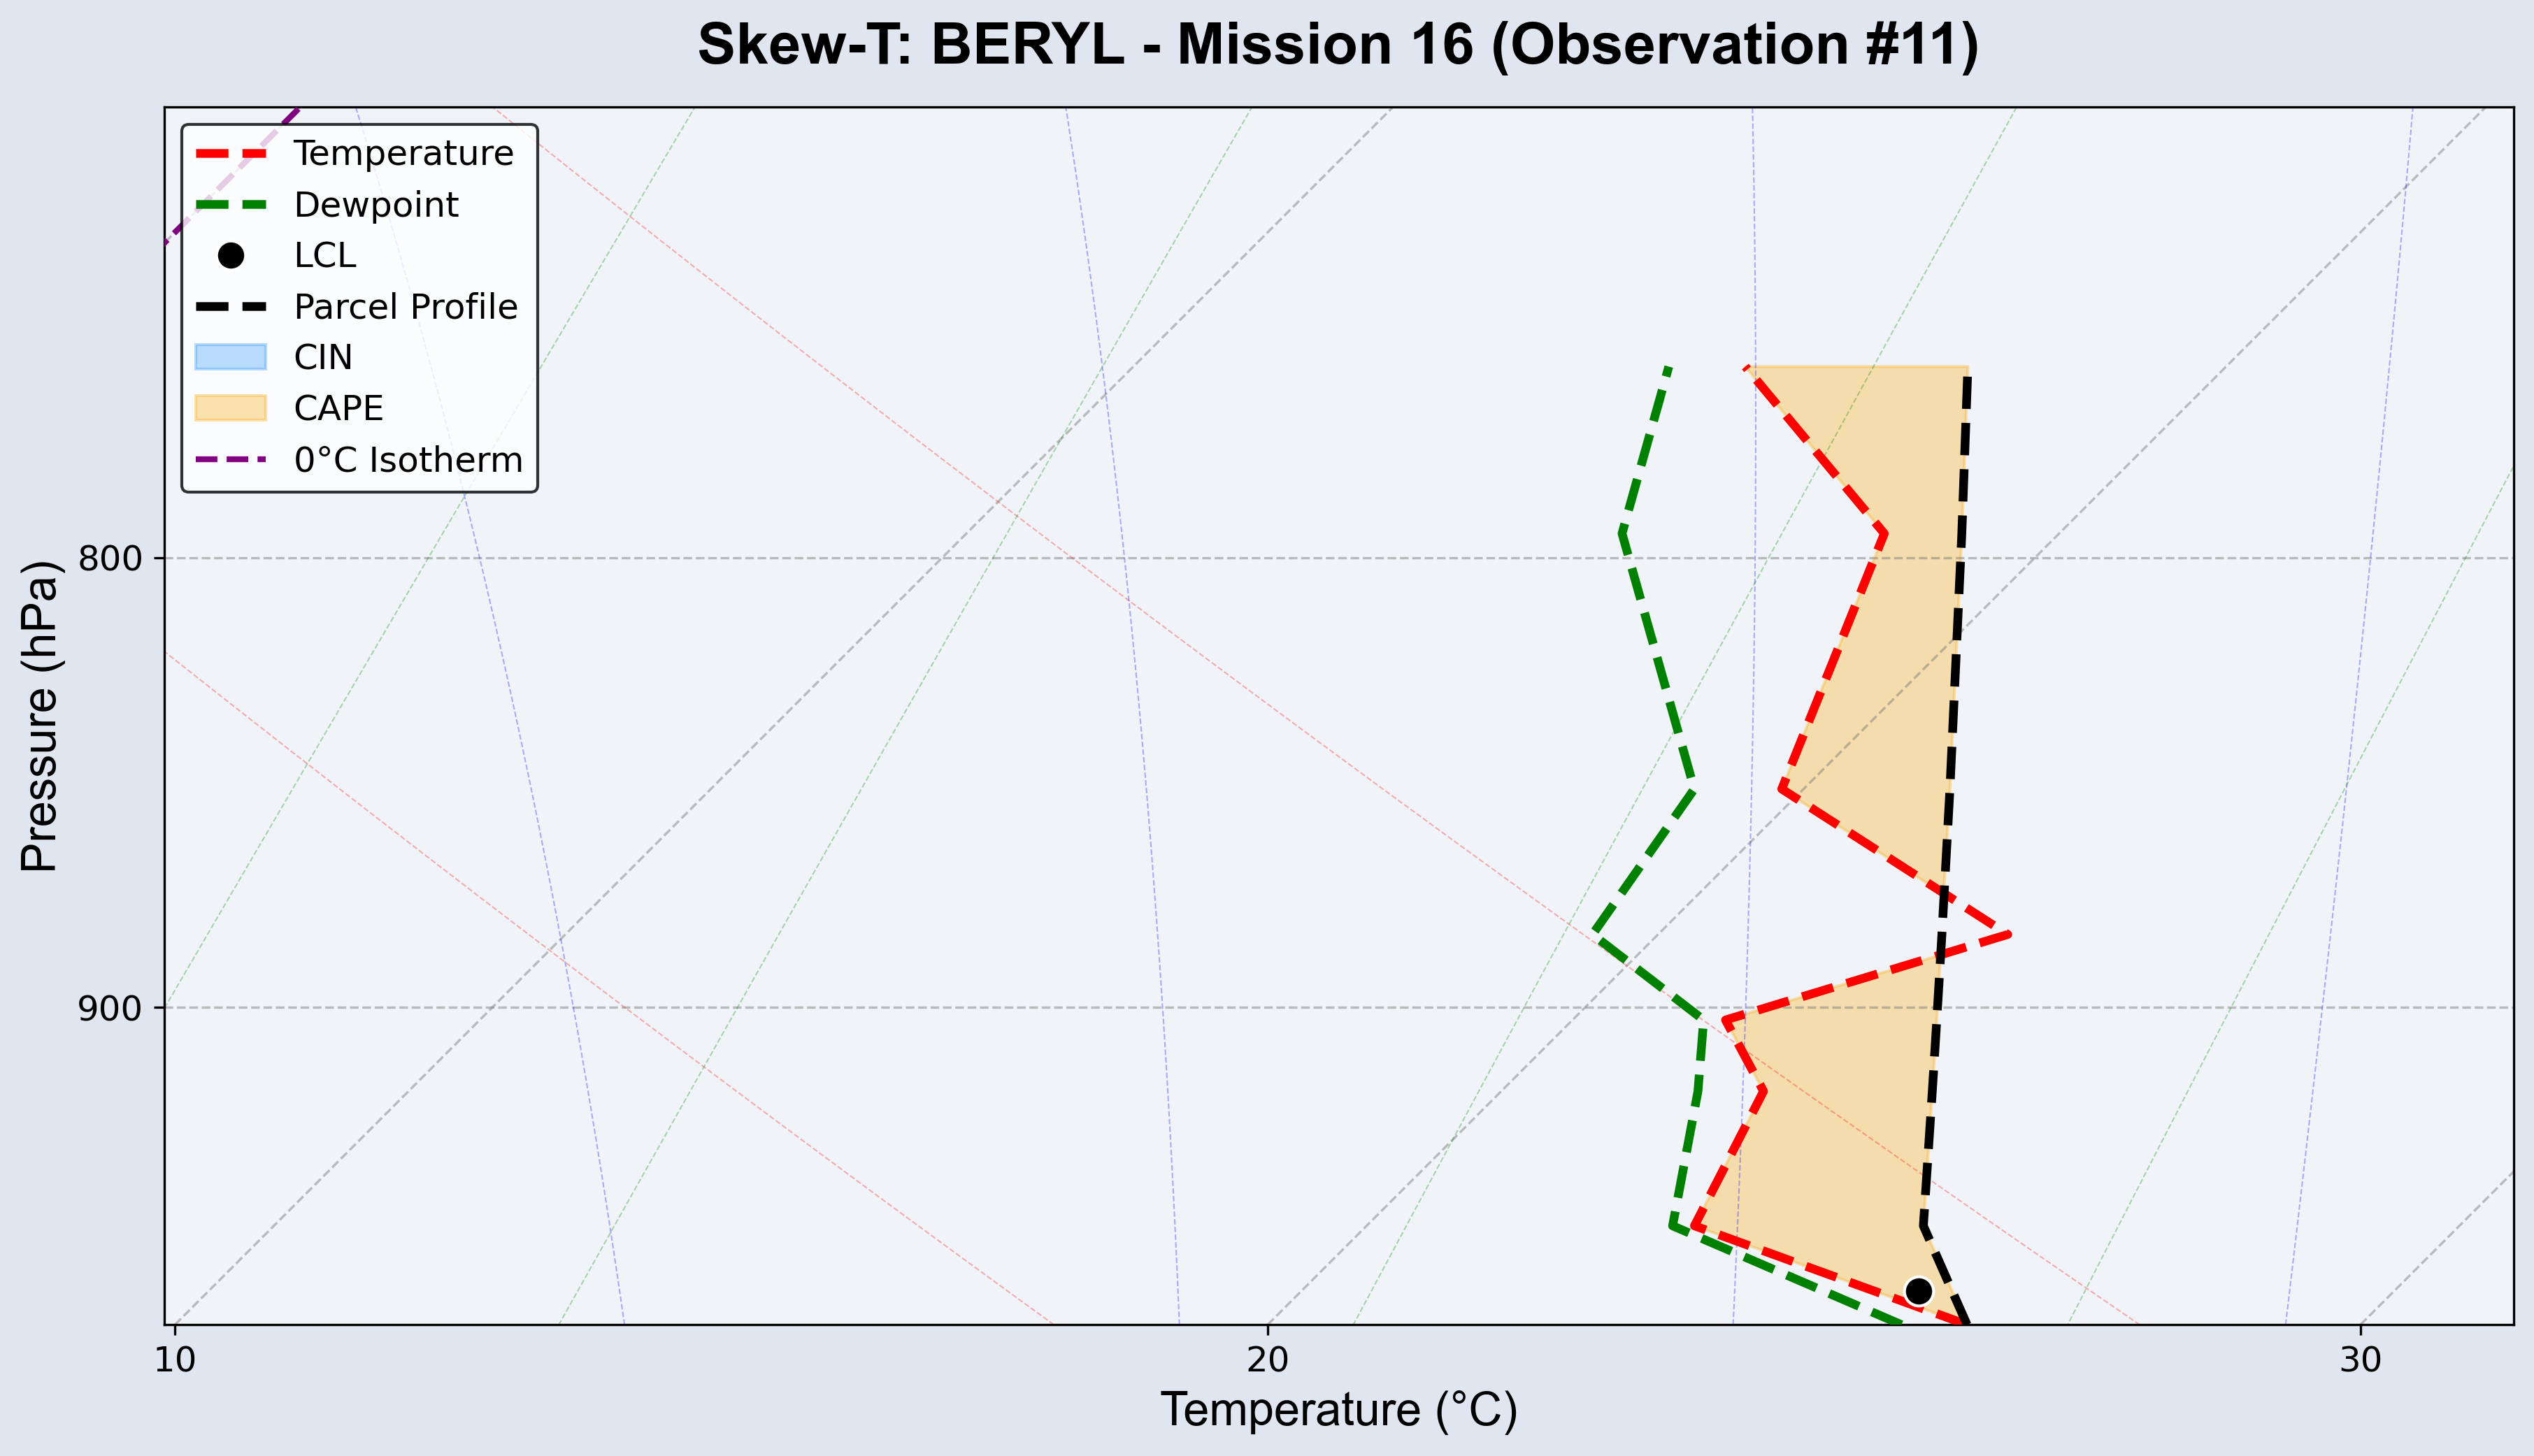 Skew-T: BERYL - Mission 16 (Observation #11)
Temperature
Dewpoint
LCL
Parcel Profile
CIN
CAPE
0°C Isotherm
Pressure (hPa)
800
900
10
20
30
Temperature (°C)